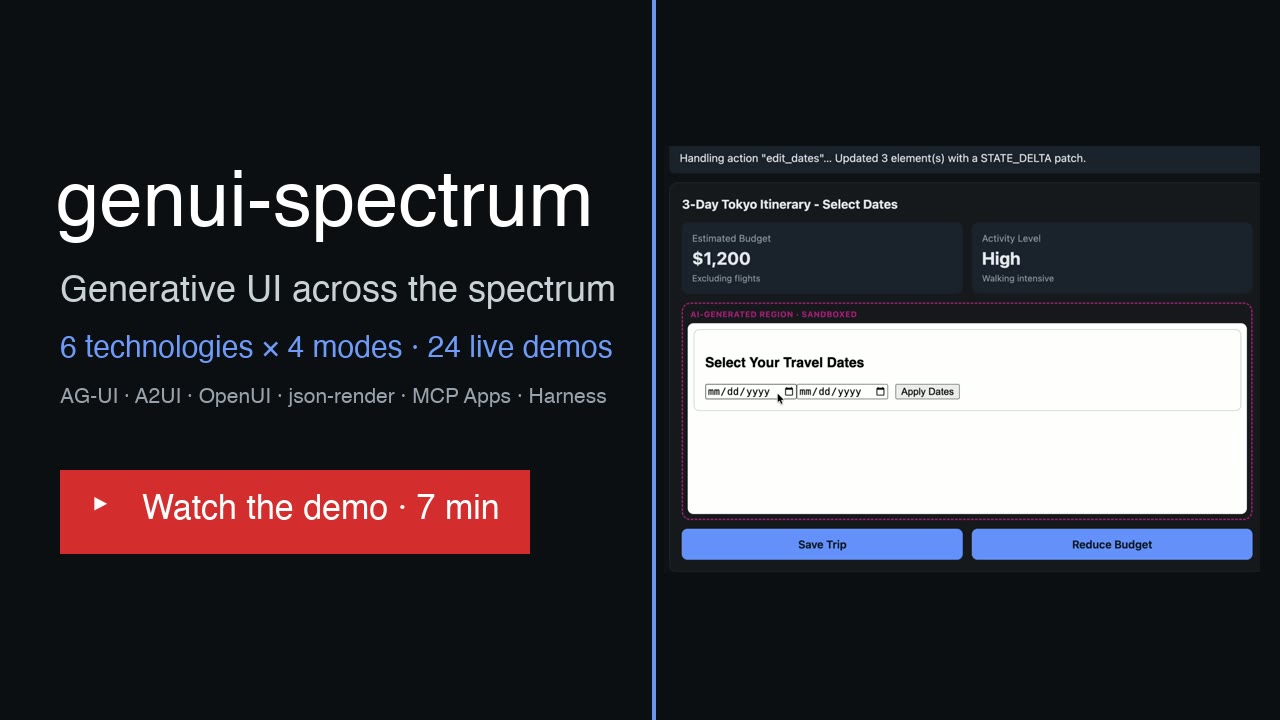 genui-spectrum
Generative UI across the spectrum
6 technologies × 4 modes · 24 live demos
AG-UI · A2UI · OpenUI · json-render · MCP Apps · Harness
Watch the demo · 7 min
Handling action "edit_dates"... Updated 3 element(s) with a STATE_DELTA patch.
3-Day Tokyo Itinerary - Select Dates
Estimated Budget
$1,200
Excluding flights
Activity Level
High
Walking intensive
AI-GENERATED REGION · SANDBOXED
Select Your Travel Dates
mm/dd/yyyy mm/dd/yyyy Apply Dates
Save Trip
Reduce Budget